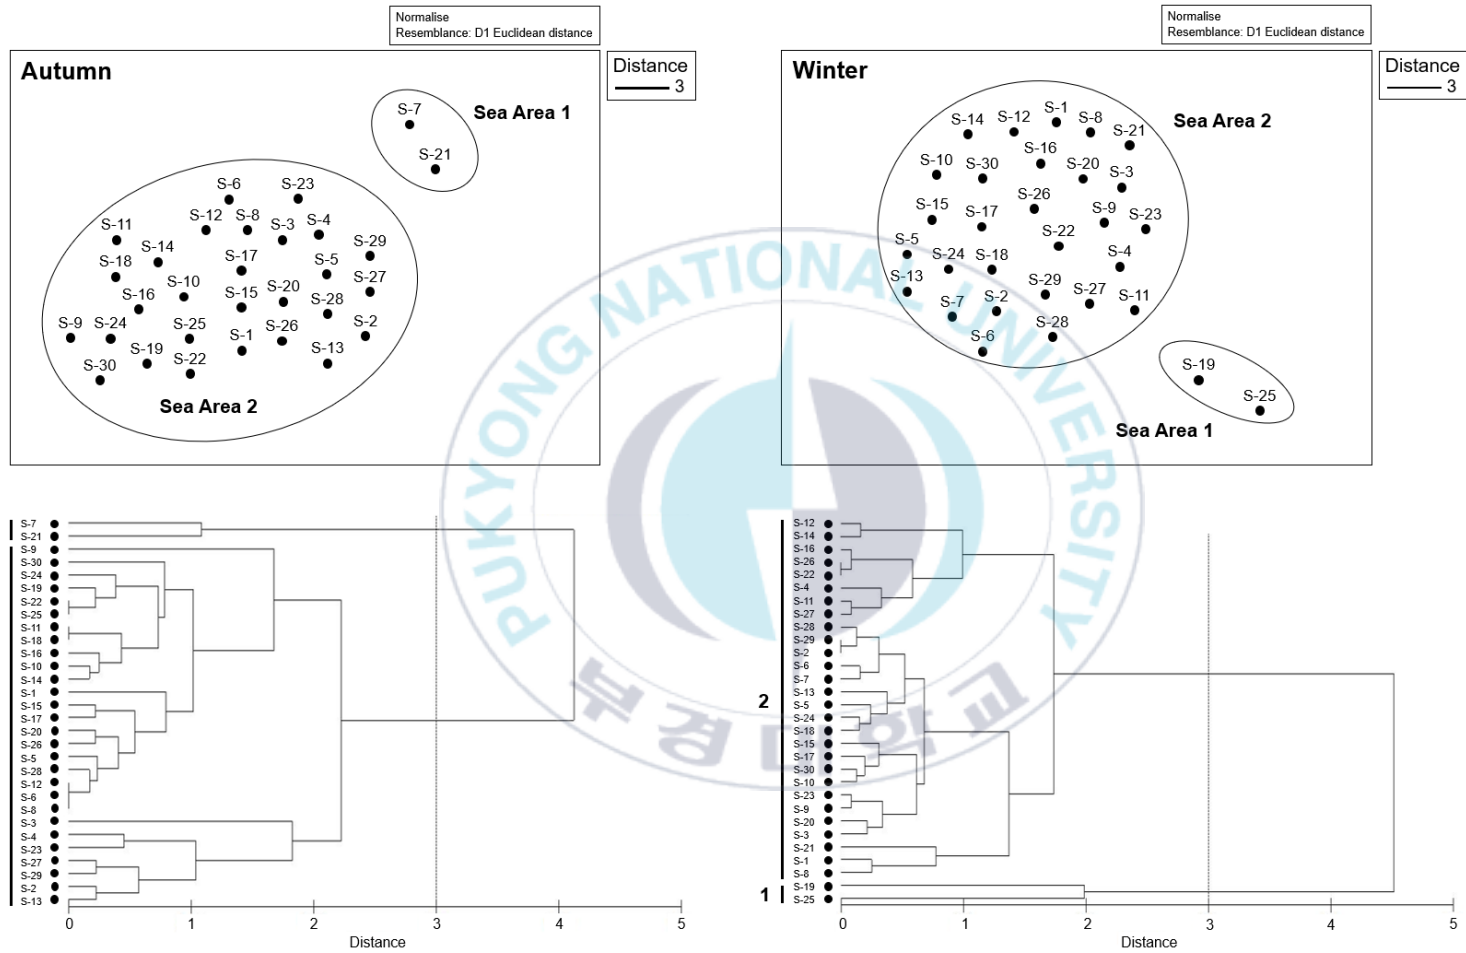 Normalise
Resemblance: D1 Euclidean distance
Autumn
Distance
3
S-7
Sea Area 1
S-21
S-6
S-23
S-12
S-8
S-3
S-4
S-11
S-14
S-17
S-29
S-18
S-5
S-10
S-27
S-16
S-15
S-20
S-28
S-9
S-24
S-25
S-1
S-26
S-2
S-19
S-22
S-13
S-30
Sea Area 2
Normalise
Resemblance: D1 Euclidean distance
Winter
Distance
3
S-14
S-12
S-1
S-8
S-21
Sea Area 2
S-10
S-30
S-16
S-20
S-3
S-15
S-17
S-26
S-9
S-23
S-5
S-24
S-18
S-22
S-4
S-13
S-7
S-2
S-29
S-27
S-11
S-6
S-28
S-19
S-25
Sea Area 1
PUKYONG NATIONAL UNIVERSITY
부경대학교
S-7
S-21
S-9
S-30
S-24
S-19
S-22
S-25
S-11
S-18
S-16
S-10
S-14
S-1
S-15
S-17
S-20
S-26
S-5
S-28
S-12
S-6
S-8
S-3
S-4
S-23
S-27
S-29
S-2
S-13
0 1 2 3 4 5
Distance
S-12
S-14
S-16
S-26
S-22
S-4
S-11
S-27
S-28
S-29
S-2
S-6
S-7
S-13
2
S-5
S-24
S-18
S-15
S-17
S-30
S-10
S-23
S-9
S-20
S-3
S-21
S-1
S-8
S-19
1
S-25
0 1 2 3 4 5
Distance